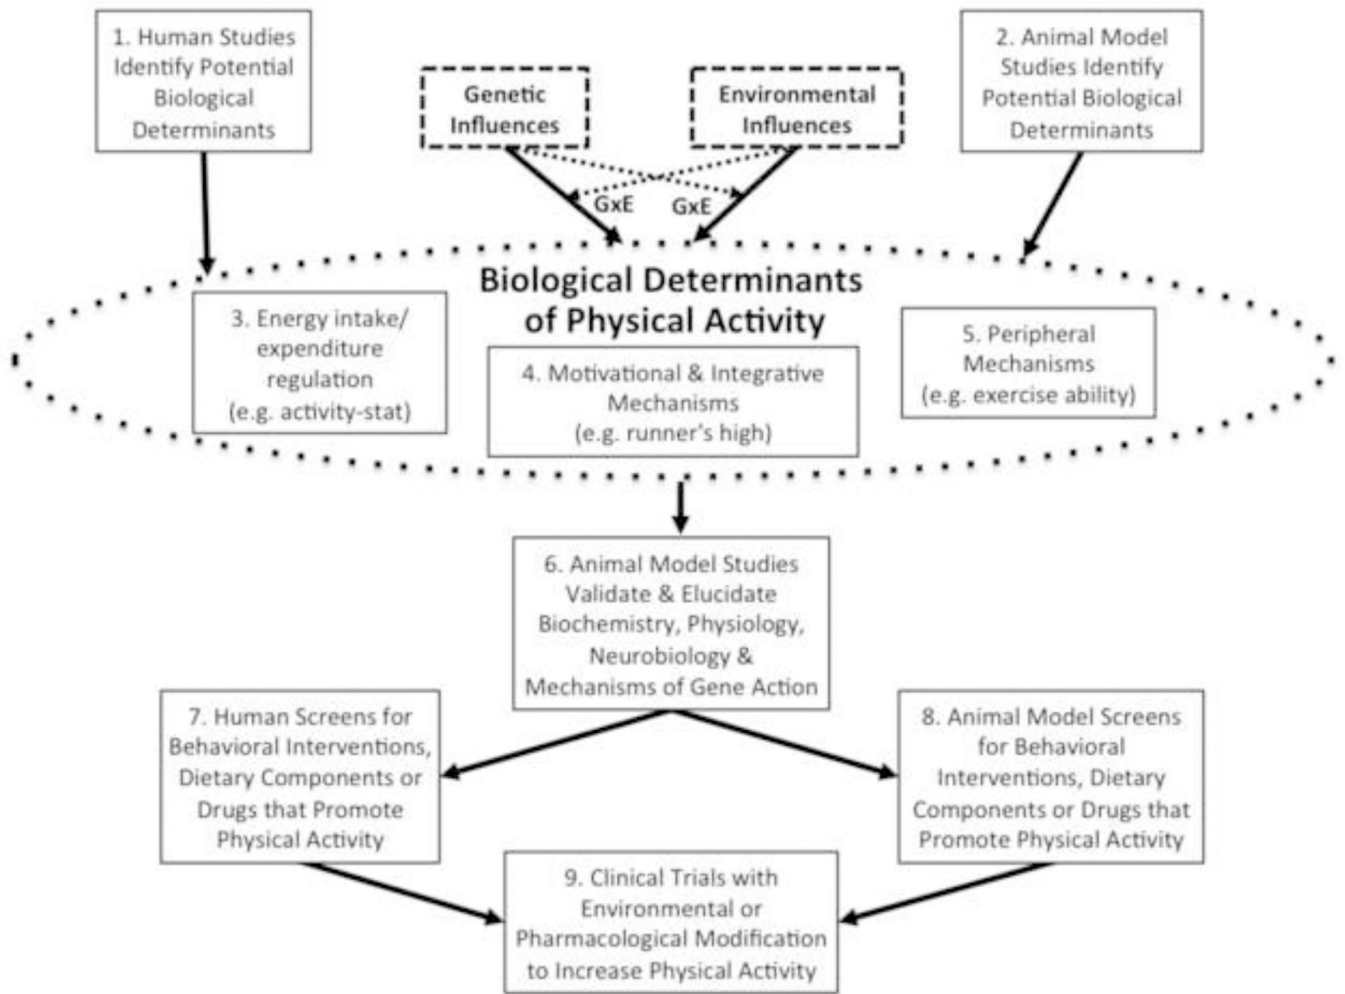 1. Human Studies
Identify Potential
Biological
Determinants
Genetic
Influences
Environmental
Influences
2. Animal Model
Studies Identify
Potential Biological
Determinants
GxE
GxE
Biological Determinants
of Physical Activity
3. Energy intake/
expenditure
regulation
(e.g. activity-stat)
4. Motivational & Integrative
Mechanisms
(e.g. runner's high)
5. Peripheral
Mechanisms
(e.g. exercise ability)
6. Animal Model Studies
Validate & Elucidate
Biochemistry, Physiology,
Neurobiology &
Mechanisms of Gene Action
7. Human Screens for
Behavioral Interventions,
Dietary Components or
Drugs that Promote
Physical Activity
8. Animal Model Screens
for Behavioral
Interventions, Dietary
Components or Drugs that
Promote Physical Activity
9. Clinical Trials with
Environmental or
Pharmacological Modification
to Increase Physical Activity